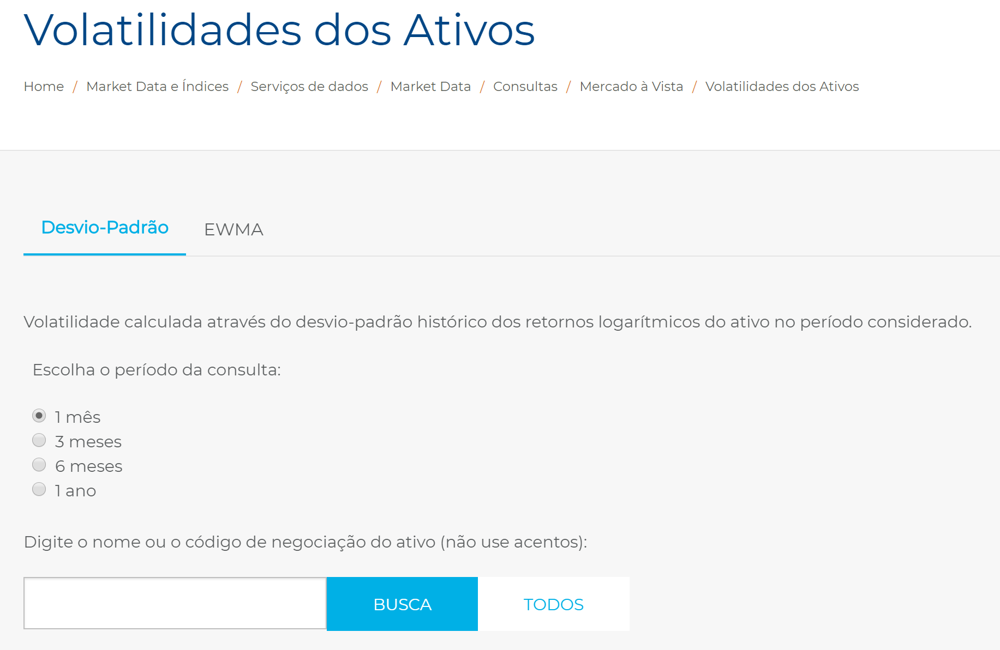 Volatilidades dos Ativos
Home / Market Data e Índices / Serviços de dados / Market Data / Consultas / Mercado à Vista / Volatilidades dos Ativos
Desvio-Padrão EWMA
Volatilidade calculada através do desvio-padrão histórico dos retornos logarítmicos do ativo no período considerado.
Escolha o período da consulta:
1 mês
3 meses
6 meses
1 ano
Digite o nome ou o código de negociação do ativo (não use acentos):
BUSCA TODOS